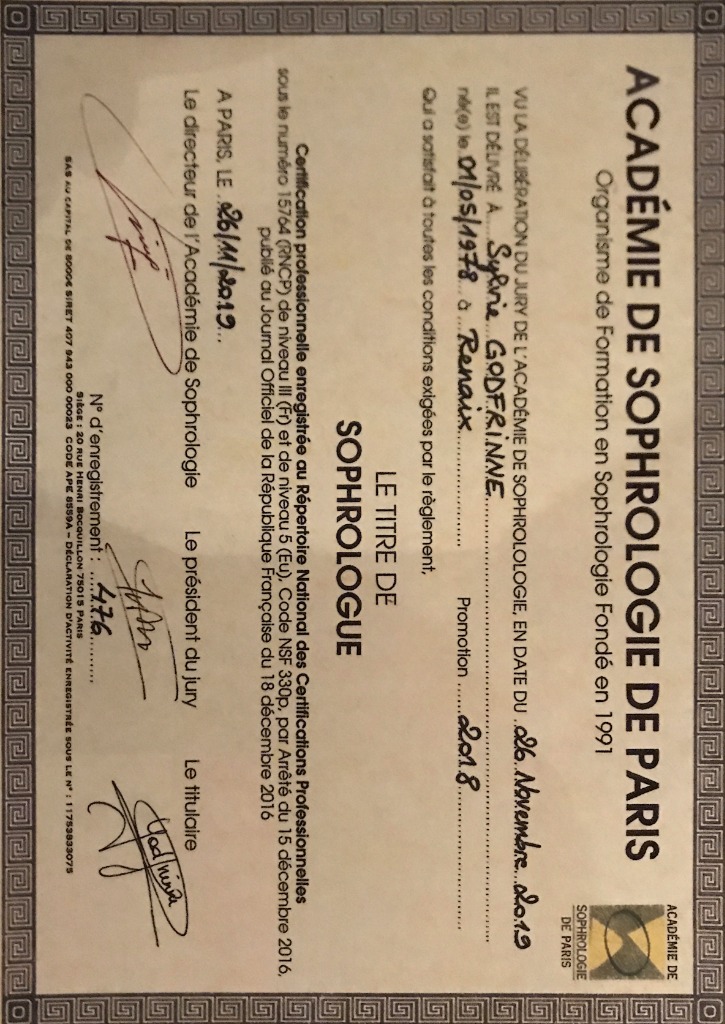 ACADÉMIE DE SOPHROLOGIE DE PARIS
Organisme de Formation en Sophrologie Fondé en 1991
ACADÉMIE DE
SOPHROLOGIE
DE PARIS
VU LA DÉLIBÉRATION DU JURY DE L'ACADÉMIE DE SOPHROLOLOGIE, EN DATE DU ..26 Novembre 2019
IL EST DÉLIVRÉ À.... Sylvie GODFRINNE
né(e) le 01/05/1978 à Renaix Promotion 2018
Qui a satisfait à toutes les conditions exigées par le règlement,
LE TITRE DE
SOPHROLOGUE
Certification professionnelle enregistrée au Répertoire National des Certifications Professionnelles
sous le numéro 15764 (RNCP) de niveau III (Fr) et de niveau 5 (Eu), Code NSF 330p, par Arrêté du 15 décembre 2016,
publié au Journal Officiel de la République Française du 18 décembre 2016
A PARIS, LE ..26/11/2019...
Le directeur de l'Académie de Sophrologie Le président du jury Le titulaire
N° d'enregistrement : .....476..........
SIÈGE : 20 RUE HENRI BOCQUILLON 75015 PARIS
SAS AU CAPITAL DE 8000€ SIRET 407 943 000 00023 CODE APE 8559A – DÉCLARATION D'ACTIVITÉ ENREGISTRÉE SOUS LE N° : 11753833075